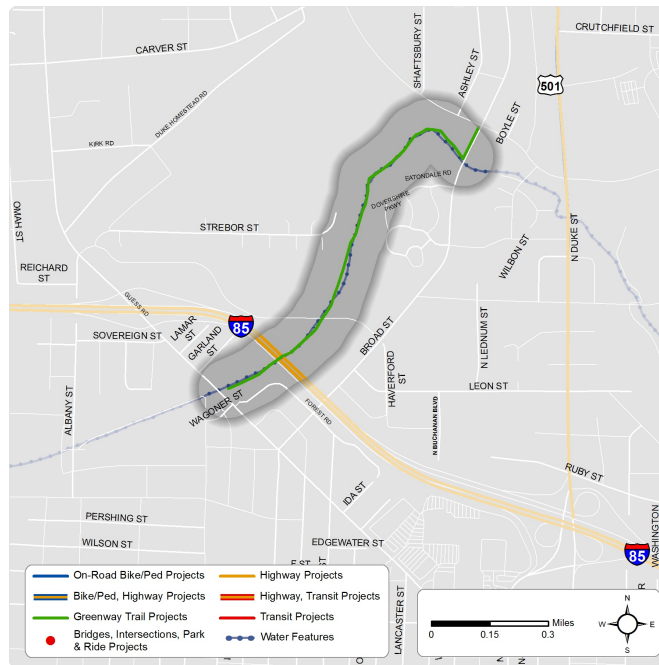 CRUTCHFIELD ST
CARVER ST
SHAFTSBURY ST
ASHLEY ST
501
BOYLE ST
DUKE HOMESTEAD RD
KIRK RD
EATONDALE RD
DOVERSHIRE
PKWY
OMAH ST
STREBOR ST
N DUKE ST
WILBON ST
REICHARD
ST
GUESS RD
85
LAMAR
ST
GARLAND
ST
SOVEREIGN ST
BROAD ST
N LEDNUM ST
HAVERFORD
ST
LEON ST
WAGONER ST
FOREST RD
N BUCHANAN BLVD
ALBANY ST
RUBY ST
IDA ST
PERSHING ST
WILSON ST
EDGEWATER ST
85
WASHINGTON
E ST
ST
LANCASTER ST
R
On-Road Bike/Ped Projects
Highway Projects
Bike/Ped, Highway Projects
Highway, Transit Projects
Greenway Trail Projects
Transit Projects
Bridges, Intersections, Park
& Ride Projects
Water Features
Miles
0 0.15 0.3
N
W E
S